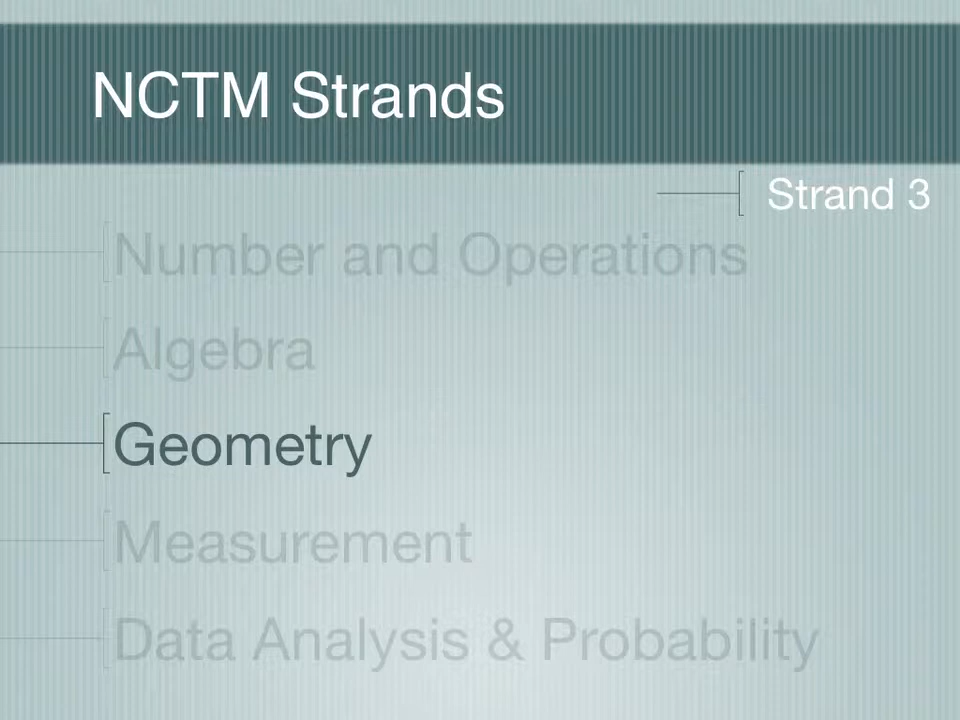 NCTM Strands
Strand 3
Number and Operations
Algebra
Geometry
Measurement
Data Analysis & Probability